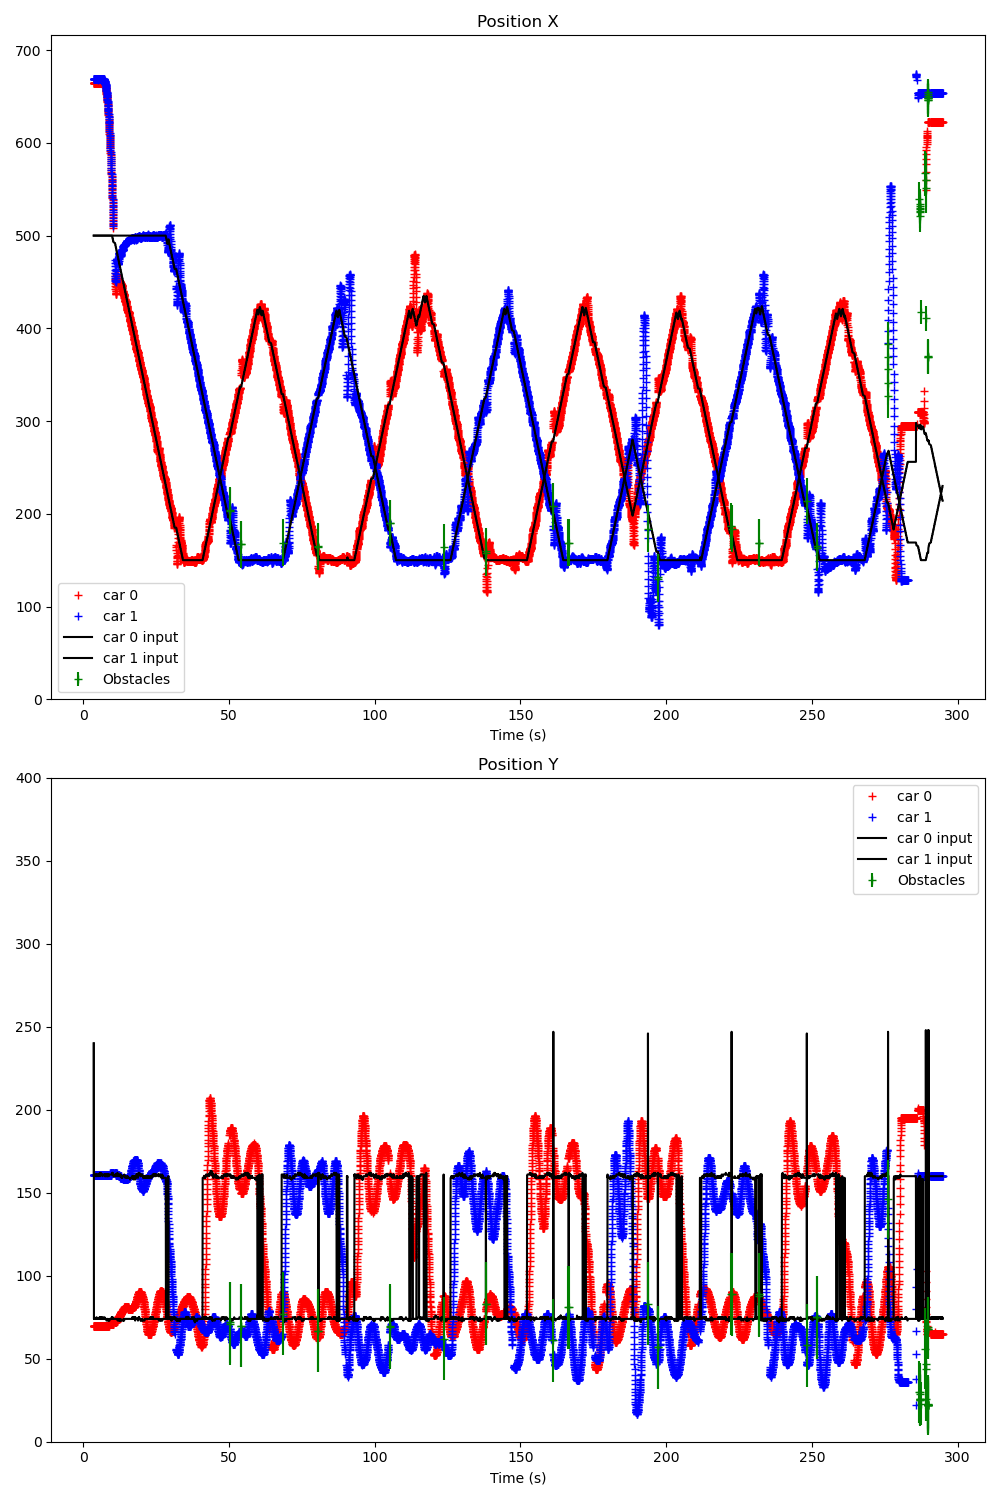 Position X
700
600
500
400
300
200
100
0
car 0
car 1
car 0 input
car 1 input
Obstacles
0 50 100 150 200 250 300
Time (s)
Position Y
400
350
300
250
200
150
100
50
0
car 0
car 1
car 0 input
car 1 input
Obstacles
0 50 100 150 200 250 300
Time (s)